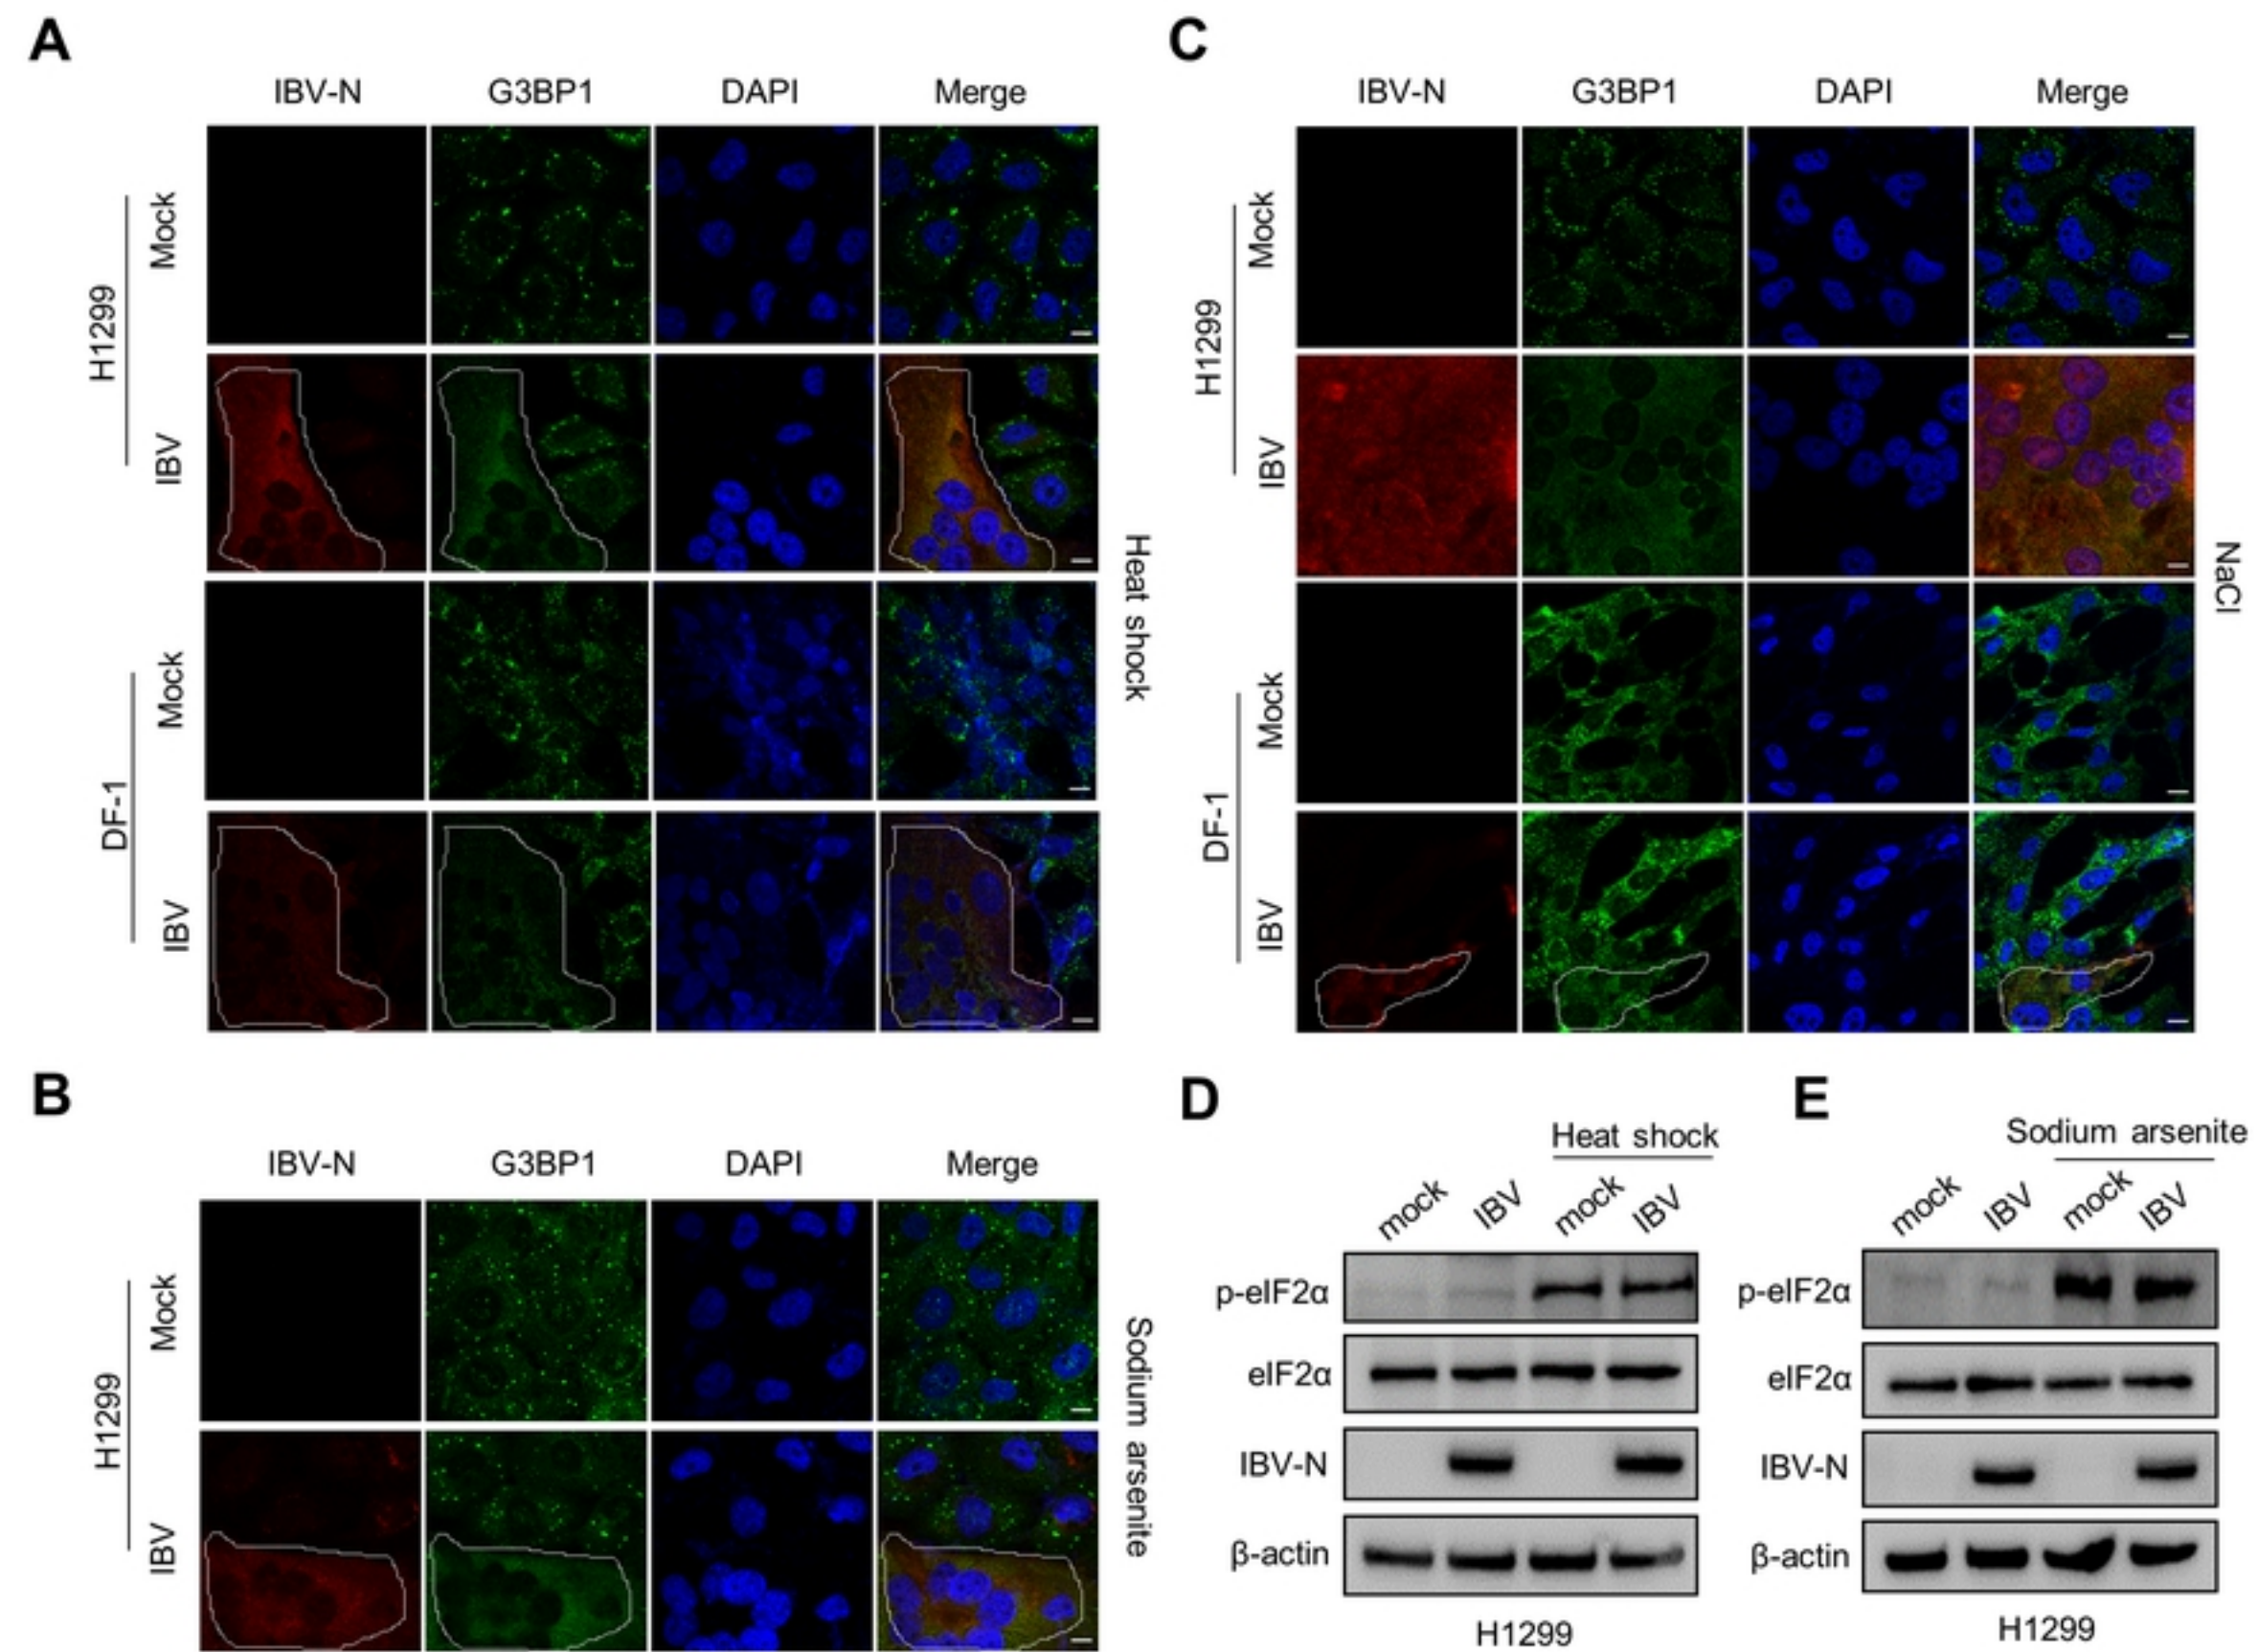 A
IBV-N G3BP1 DAPI Merge
H1299
Mock
IBV
DF-1
Mock
IBV
Heat shock
B
IBV-N G3BP1 DAPI Merge
H1299
Mock
IBV
Sodium arsenite
C
IBV-N G3BP1 DAPI Merge
H1299
Mock
IBV
DF-1
Mock
IBV
NaCl
D
Heat shock
mock IBV mock IBV
p-eIF2α
eIF2α
IBV-N
β-actin
H1299
E
Sodium arsenite
mock IBV mock IBV
p-eIF2α
eIF2α
IBV-N
β-actin
H1299